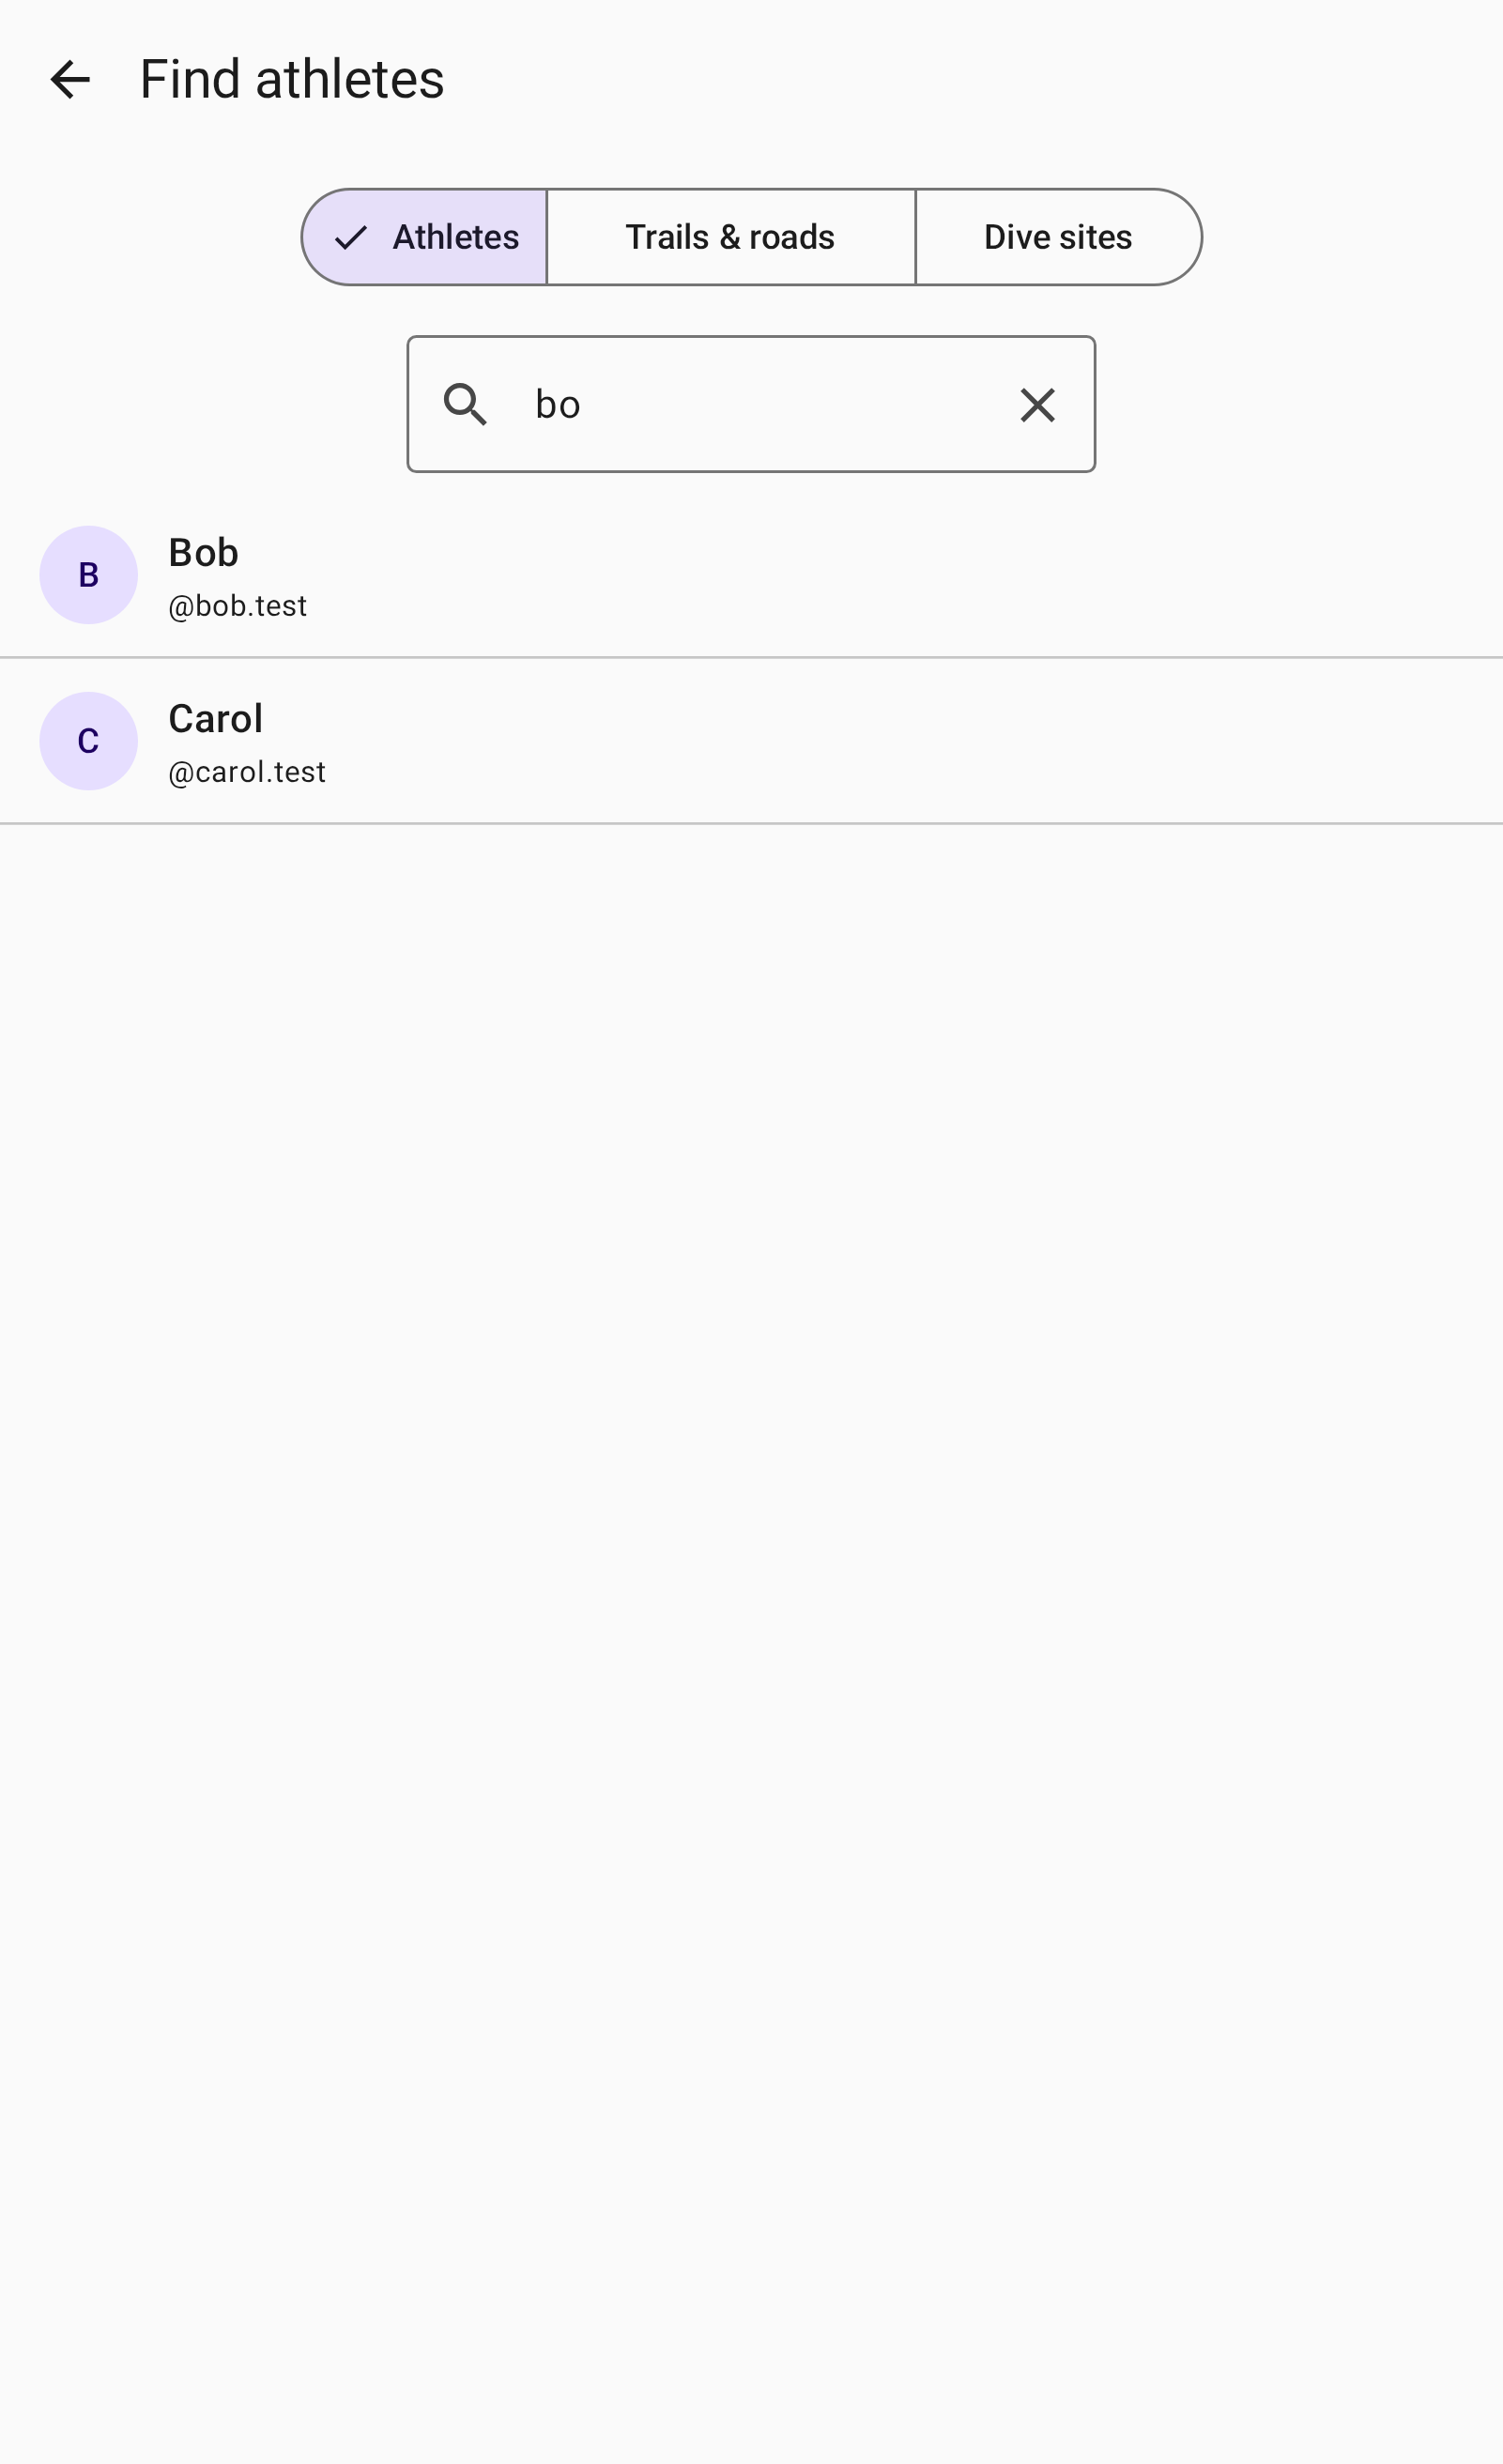 Find athletes
Athletes Trails & roads Dive sites
bo
B
Bob
@bob.test
C
Carol
@carol.test